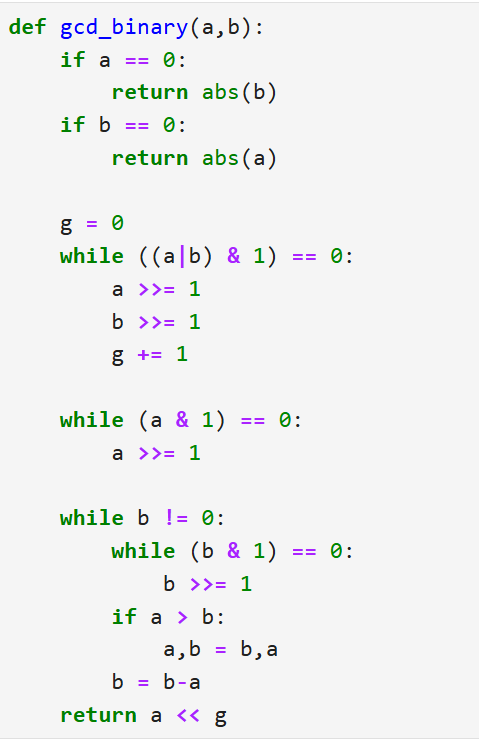 def gcd_binary(a,b):
    if a == 0:
        return abs(b)
    if b == 0:
        return abs(a)

    g = 0
    while ((a|b) & 1) == 0:
        a >>= 1
        b >>= 1
        g += 1

    while (a & 1) == 0:
        a >>= 1

    while b != 0:
        while (b & 1) == 0:
            b >>= 1
        if a > b:
            a,b = b,a
        b = b-a
    return a << g